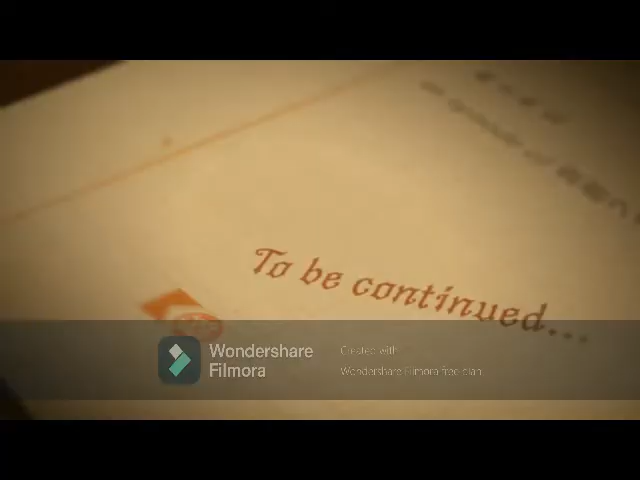 To be continued...
Wondershare
Filmora
Created with
Wondershare Filmora free plan